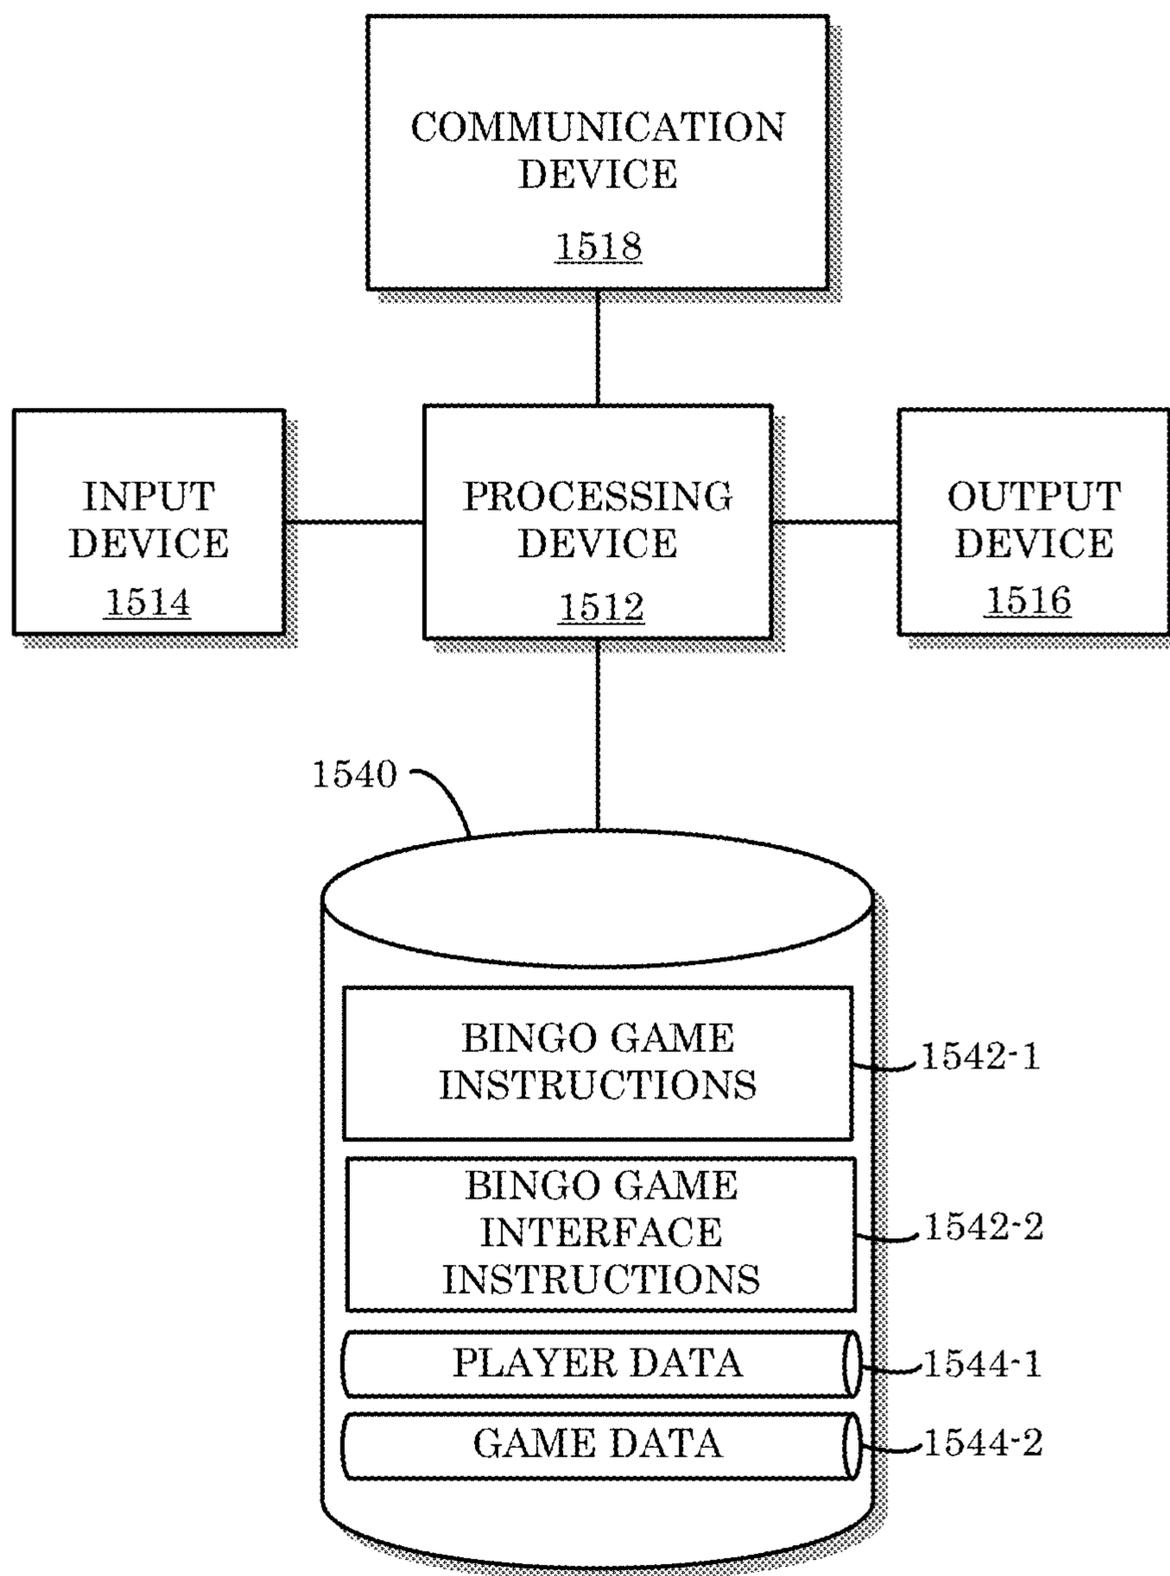 COMMUNICATION
DEVICE
1518
INPUT
DEVICE
1514
PROCESSING
DEVICE
1512
OUTPUT
DEVICE
1516
1540
BINGO GAME
INSTRUCTIONS
1542-1
BINGO GAME
INTERFACE
INSTRUCTIONS
1542-2
PLAYER DATA
1544-1
GAME DATA
1544-2